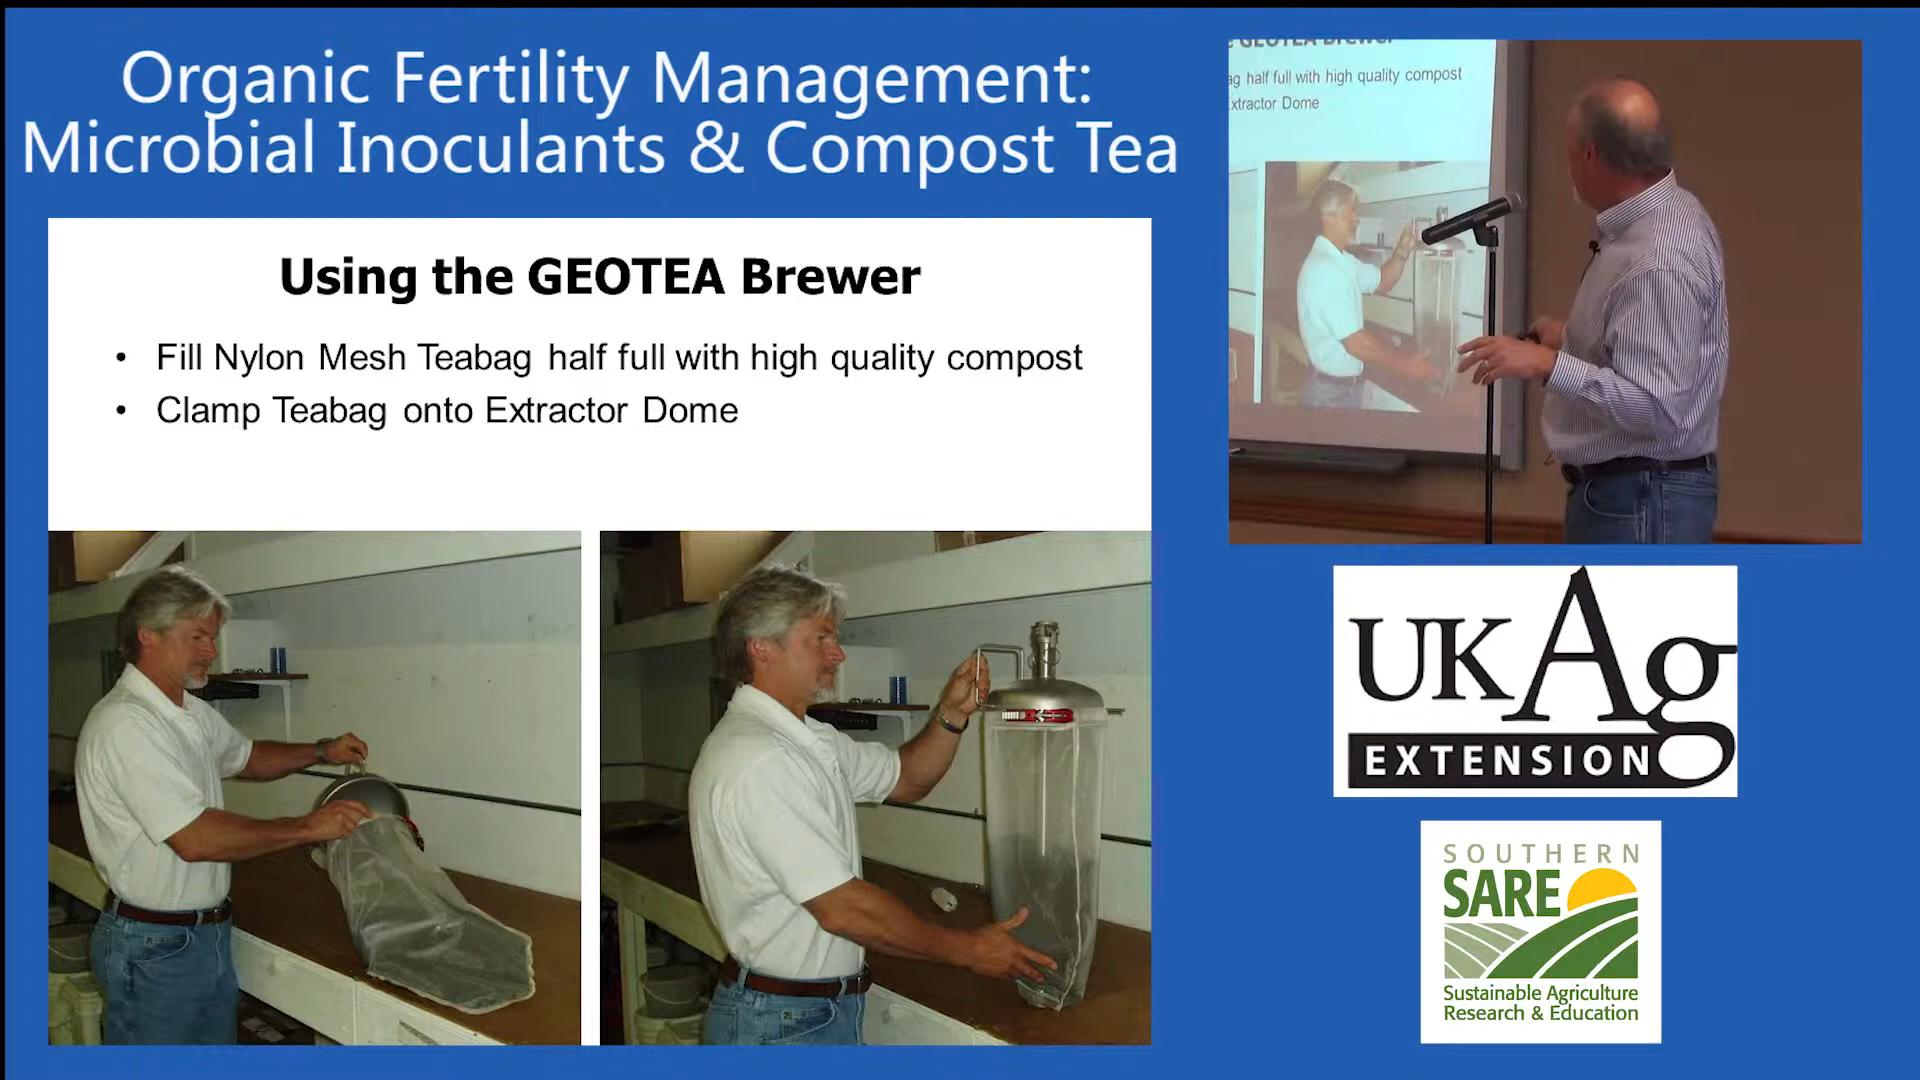 Organic Fertility Management:
Microbial Inoculants & Compost Tea
Using the GEOTEA Brewer
• Fill Nylon Mesh Teabag half full with high quality compost
• Clamp Teabag onto Extractor Dome
GEOTEA Brewer
ag half full with high quality compost
xtractor Dome
UKAg
EXTENSION
SOUTHERN
SARE
Sustainable Agriculture
Research & Education